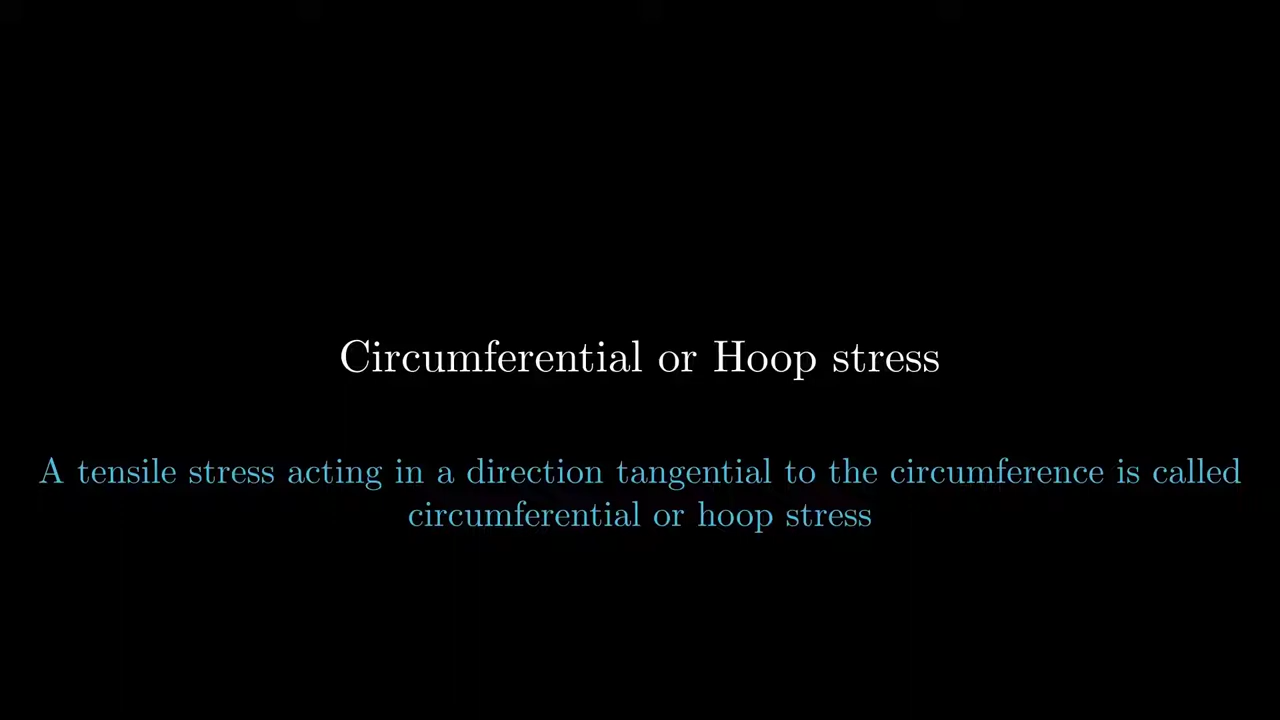 Circumferential or Hoop stress
A tensile stress acting in a direction tangential to the circumference is called
circumferential or hoop stress